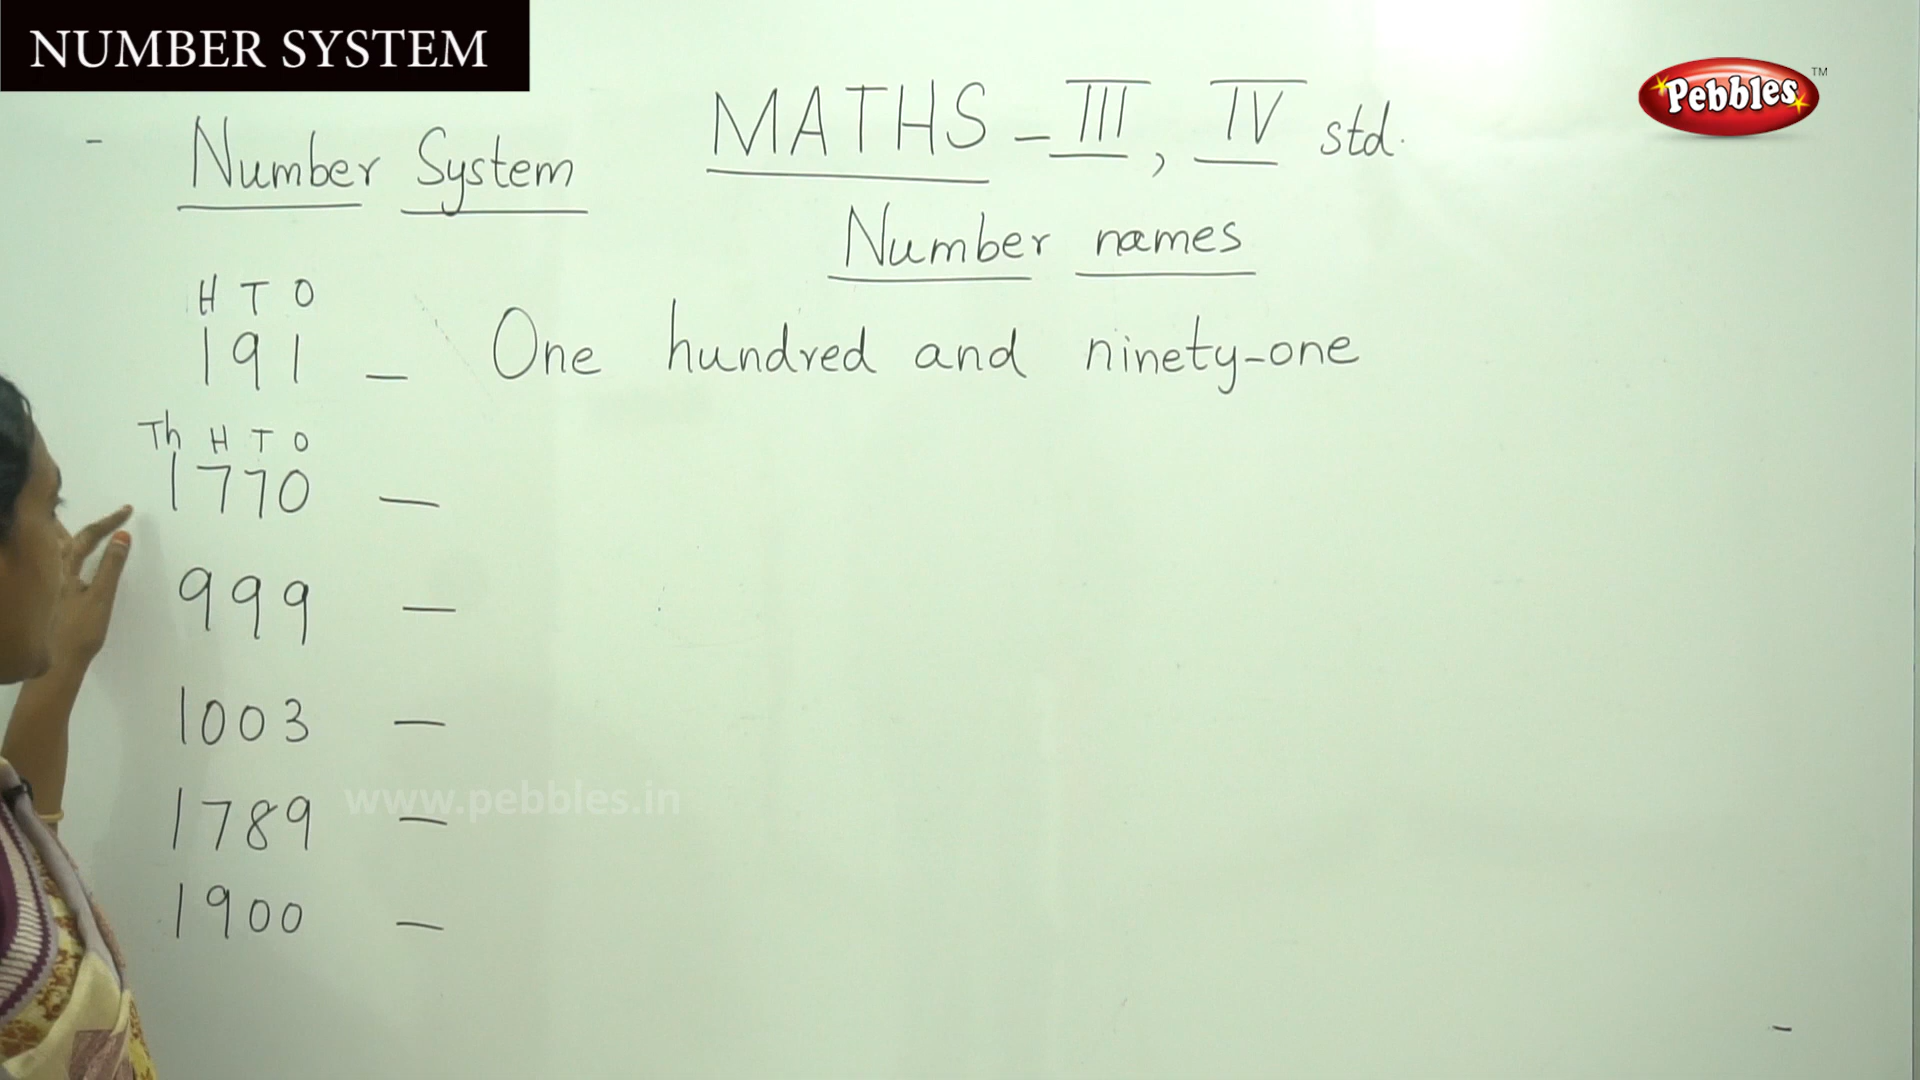 NUMBER SYSTEM
Pebbles TM
MATHS - III, IV std.
Number System
Number names
H T O
191 - One hundred and ninety-one
Th H T O
1770 -
999 -
1003 -
www.pebbles.in
1789 -
1900 -